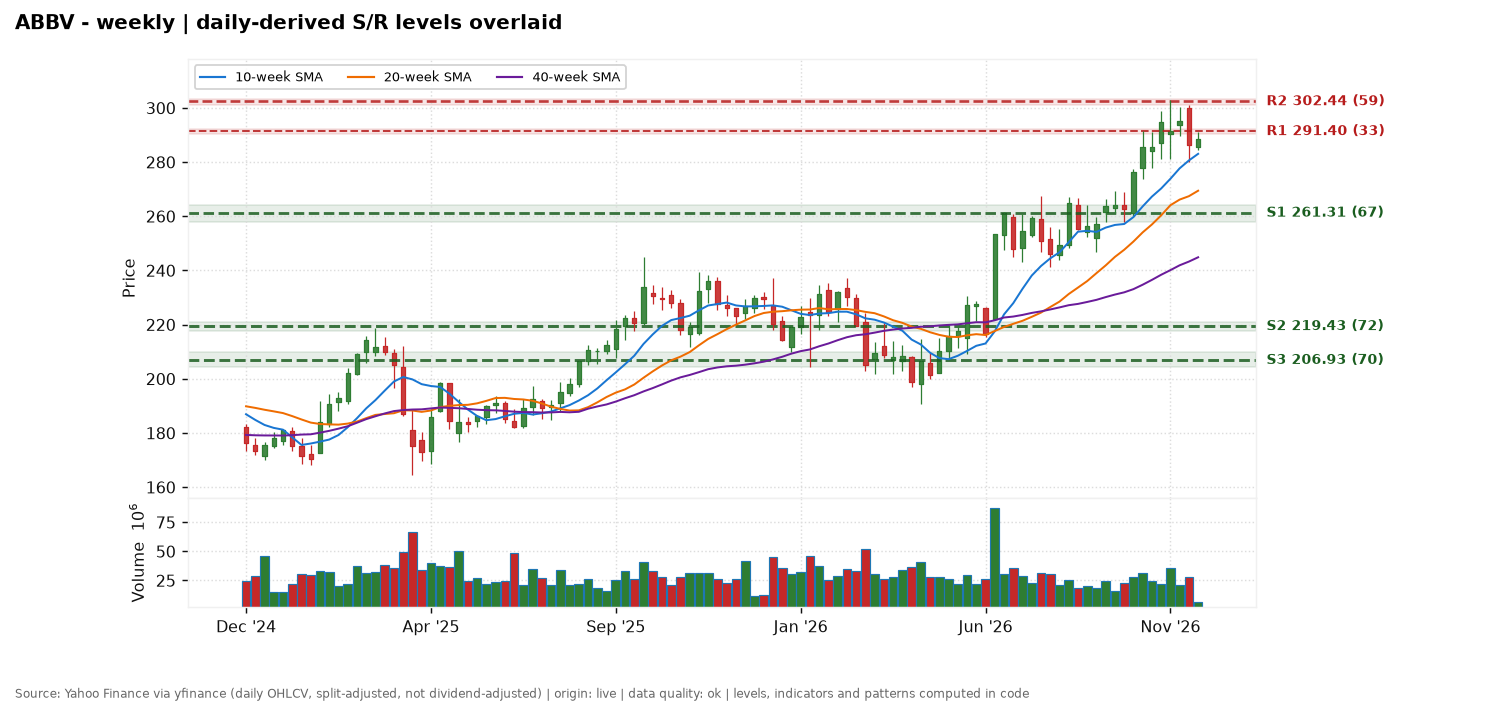 ABBV - weekly | daily-derived S/R levels overlaid
10-week SMA
20-week SMA
40-week SMA
Price
300
280
260
240
220
200
180
160
R2 302.44 (59)
R1 291.40 (33)
S1 261.31 (67)
S2 219.43 (72)
S3 206.93 (70)
Volume 10⁶
75
50
25
Dec '24
Apr '25
Sep '25
Jan '26
Jun '26
Nov '26
Source: Yahoo Finance via yfinance (daily OHLCV, split-adjusted, not dividend-adjusted) | origin: live | data quality: ok | levels, indicators and patterns computed in code